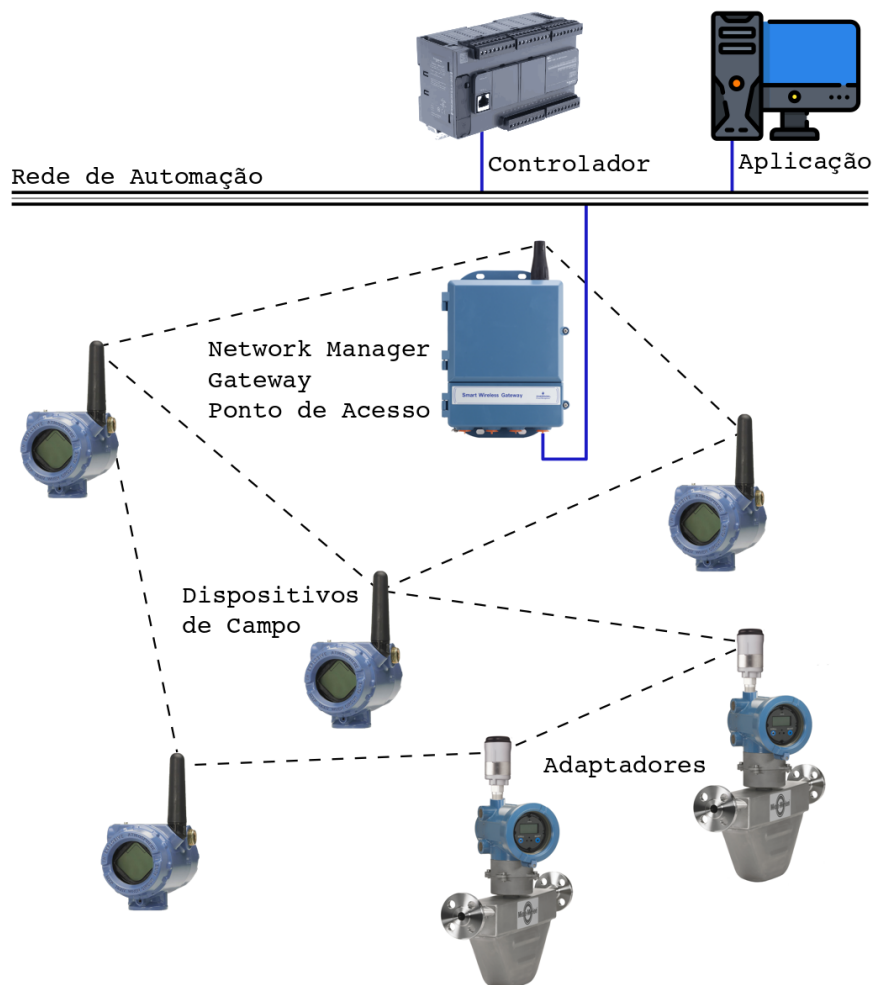 Controlador
Aplicação
Rede de Automação
Network Manager
Gateway
Ponto de Acesso
Smart Wireless Gateway
Dispositivos
de Campo
Adaptadores